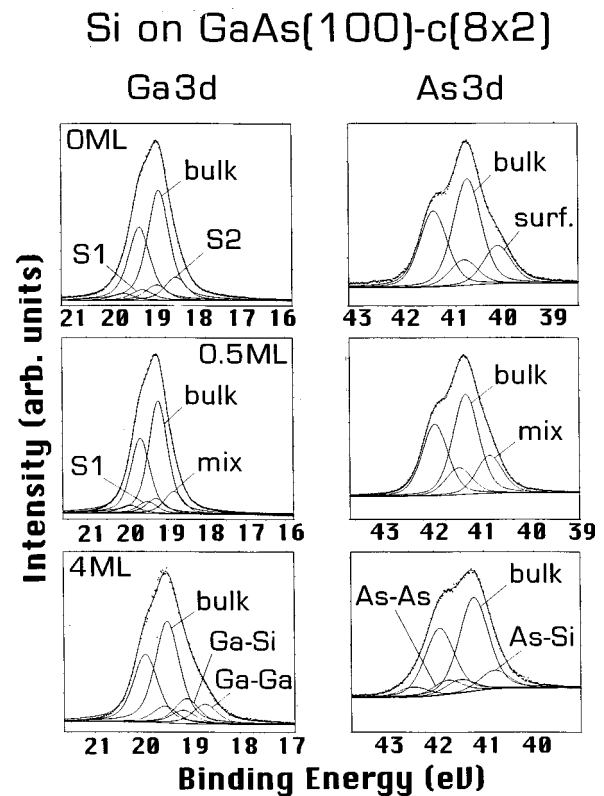 Si on GaAs(100)-c(8x2)
Ga3d
As3d
Intensity (arb. units)
0ML
bulk
S1
S2
21 20 19 18 17 16
bulk
surf.
43 42 41 40 39
0.5ML
bulk
S1
mix
21 20 19 18 17 16
bulk
mix
42 41 40 39
4ML
bulk
Ga-Si
Ga-Ga
21 20 19 18 17
bulk
As-As
As-Si
43 42 41 40
Binding Energy (eV)